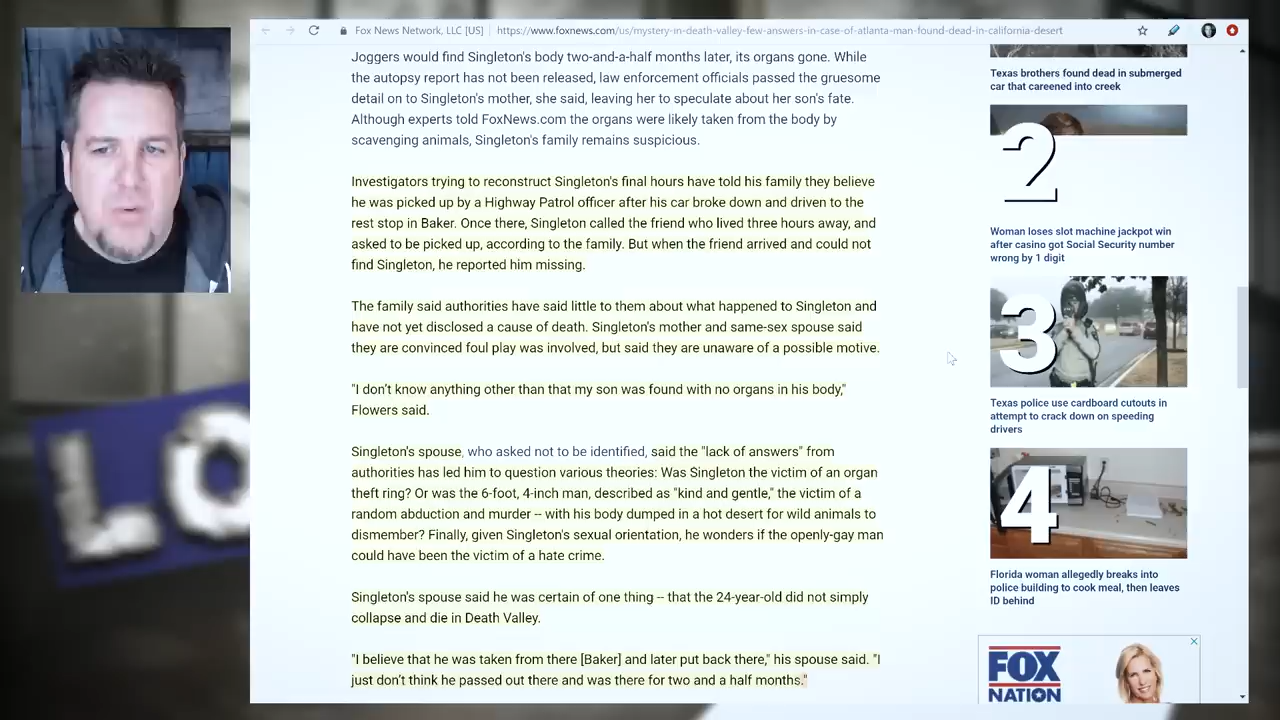 Fox News Network, LLC [US]
https://www.foxnews.com/us/mystery-in-death-valley-few-answers-in-case-of-atlanta-man-found-dead-in-california-desert
Joggers would find Singleton's body two-and-a-half months later, its organs gone. While
the autopsy report has not been released, law enforcement officials passed the gruesome
detail on to Singleton's mother, she said, leaving her to speculate about her son's fate.
Although experts told FoxNews.com the organs were likely taken from the body by
scavenging animals, Singleton's family remains suspicious.
Investigators trying to reconstruct Singleton's final hours have told his family they believe
he was picked up by a Highway Patrol officer after his car broke down and driven to the
rest stop in Baker. Once there, Singleton called the friend who lived three hours away, and
asked to be picked up, according to the family. But when the friend arrived and could not
find Singleton, he reported him missing.
The family said authorities have said little to them about what happened to Singleton and
have not yet disclosed a cause of death. Singleton's mother and same-sex spouse said
they are convinced foul play was involved, but said they are unaware of a possible motive.
"I don't know anything other than that my son was found with no organs in his body,"
Flowers said.
Singleton's spouse, who asked not to be identified, said the "lack of answers" from
authorities has led him to question various theories: Was Singleton the victim of an organ
theft ring? Or was the 6-foot, 4-inch man, described as "kind and gentle," the victim of a
random abduction and murder -- with his body dumped in a hot desert for wild animals to
dismember? Finally, given Singleton's sexual orientation, he wonders if the openly-gay man
could have been the victim of a hate crime.
Singleton's spouse said he was certain of one thing -- that the 24-year-old did not simply
collapse and die in Death Valley.
"I believe that he was taken from there [Baker] and later put back there," his spouse said. "I
just don't think he passed out there and was there for two and a half months."
Texas brothers found dead in submerged
car that careened into creek
2
Woman loses slot machine jackpot win
after casino got Social Security number
wrong by 1 digit
3
Texas police use cardboard cutouts in
attempt to crack down on speeding
drivers
4
Florida woman allegedly breaks into
police building to cook meal, then leaves
ID behind
FOX
NATION
LO